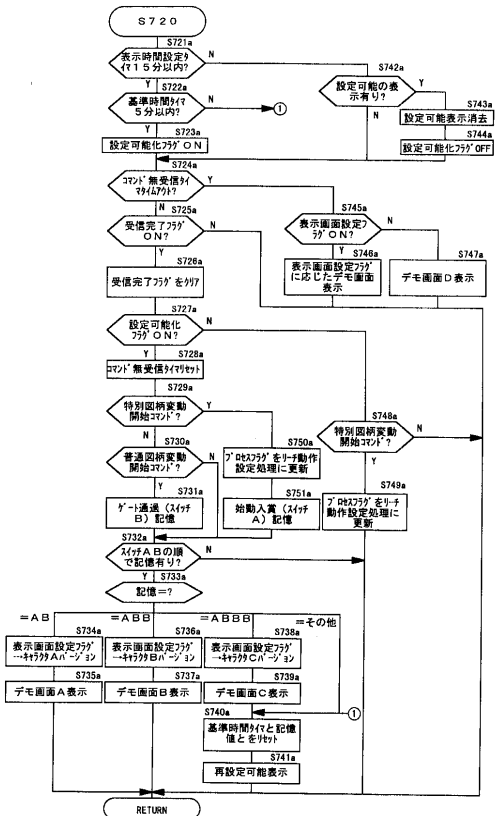 S720
S721a
表示時間設定タ
イマ15分以内?
N
Y
S722a
基準時間タイマ
5分以内?
N
①
Y
S723a
設定可能化フラグON
S742a
設定可能の表
示有り?
Y
N
S743a
設定可能表示消去
S744a
設定可能化フラグOFF
S724a
コマンド無受信タイ
マタイムアウト?
Y
N
S725a
受信完了フラグ
ON?
N
Y
S726a
受信完了フラグをクリア
S745a
表示画面設定フ
ラグON?
N
Y
S746a
表示画面設定フラグ
に応じたデモ画面
表示
S747a
デモ画面D表示
S727a
設定可能化
フラグON?
N
Y
S728a
コマンド無受信タイマリセット
S729a
特別図柄変動
開始コマンド?
Y
N
S730a
普通図柄変動
開始コマンド?
N
Y
S731a
ゲート通過(スイッチ
B)記憶
S750a
プロセスフラグをリーチ動作
設定処理に更新
S751a
始動入賞(スイッチ
A)記憶
S748a
特別図柄変動
開始コマンド?
N
Y
S749a
プロセスフラグをリーチ
動作設定処理に
更新
S732a
スイッチABの順
で記憶有り?
N
Y
S733a
記憶=?
=AB
=ABB
=ABBB
=その他
S734a
表示画面設定フラグ
→キャラクタAバージョン
S735a
デモ画面A表示
S736a
表示画面設定フラグ
→キャラクタBバージョン
S737a
デモ画面B表示
S738a
表示画面設定フラグ
→キャラクタCバージョン
S739a
デモ画面C表示
①
S740a
基準時間タイマと記憶
値とをリセット
S741a
再設定可能表示
RETURN